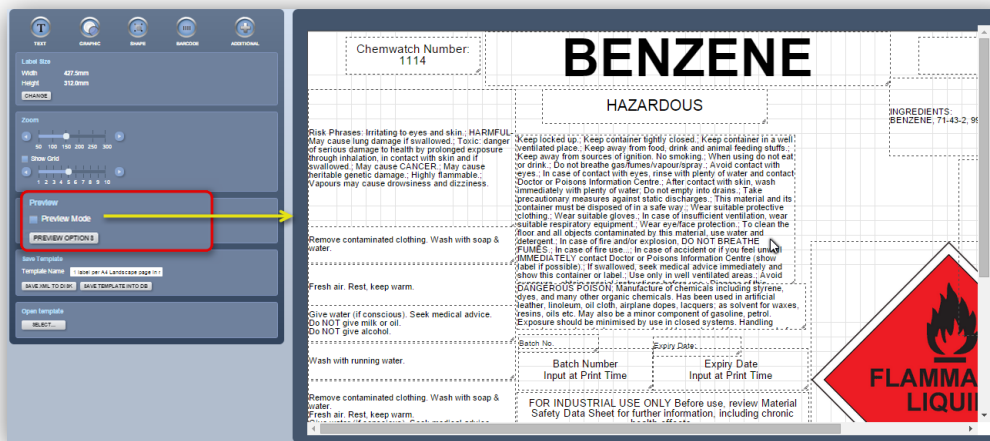 TEXT
GRAPHIC
SHAPE
BARCODE
ADDITIONAL
Label Size
Width 427.5mm
Height 312.0mm
CHANGE
Zoom
50 100 150 200 250 300
Show Grid
1 2 3 4 5 6 7 8 9 10
Preview
Preview Mode
PREVIEW OPTIONS
Save Template
Template Name 1 label per A4 Landscape page in r
SAVE XML TO DISK
SAVE TEMPLATE INTO DB
Open template
SELECT...
Chemwatch Number:
1114
BENZENE
HAZARDOUS
INGREDIENTS:
BENZENE, 71-43-2, 99
Risk Phrases: Irritating to eyes and skin.; HARMFUL-
May cause lung damage if swallowed.; Toxic: danger
of serious damage to health by prolonged exposure
through inhalation, in contact with skin and if
swallowed.; May cause CANCER.; May cause
heritable genetic damage.; Highly flammable.;
Vapours may cause drowsiness and dizziness.
Keep locked up.; Keep container tightly closed.; Keep container in a well
ventilated place.; Keep away from food, drink and animal feeding stuffs.;
Keep away from sources of ignition. No smoking.; When using do not eat
or drink.; Do not breathe gas/fumes/vapour/spray.; Avoid contact with
eyes.; In case of contact with eyes, rinse with plenty of water and contact
Doctor or Poisons Information Centre.; After contact with skin, wash
immediately with plenty of water; Do not empty into drains.; Take
precautionary measures against static discharges.; This material and its
container must be disposed of in a safe way.; Wear suitable protective
clothing.; Wear suitable gloves.; In case of insufficient ventilation, wear
suitable respiratory equipment.; Wear eye/face protection.; To clean the
floor and all objects contaminated by this material, use water and
detergent.; In case of fire and/or explosion, DO NOT BREATHE
FUMES.; In case of fire use...; In case of accident or if you feel unwell
IMMEDIATELY contact Doctor or Poisons Information Centre (show
label if possible).; If swallowed, seek medical advice immediately and
show this container or label.; Use only in well ventilated areas.; Avoid
Remove contaminated clothing. Wash with soap &
water.
Fresh air. Rest, keep warm.
DANGEROUS POISON; Manufacture of chemicals including styrene,
dyes, and many other organic chemicals. Has been used in artificial
leather, linoleum, oil cloth, airplane dopes, lacquers; as solvent for waxes,
resins, oils etc. May also be a minor component of gasoline, petrol.
Exposure should be minimised by use in closed systems. Handling
Give water (if conscious). Seek medical advice.
Do NOT give milk or oil.
Do NOT give alcohol.
Batch No.
Expiry Date:
Batch Number
Input at Print Time
Expiry Date
Input at Print Time
Wash with running water.
Remove contaminated clothing. Wash with soap &
water.
Fresh air. Rest, keep warm.
Give water (if conscious). Seek medical advice.
FOR INDUSTRIAL USE ONLY Before use, review Material
Safety Data Sheet for further information, including chronic
health effects.
FLAMMA
LIQUI